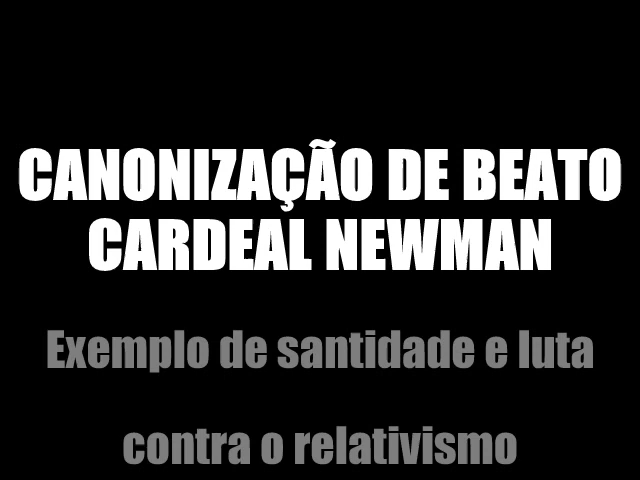 CANONIZAÇÃO DE BEATO
CARDEAL NEWMAN
Exemplo de santidade e luta
contra o relativismo